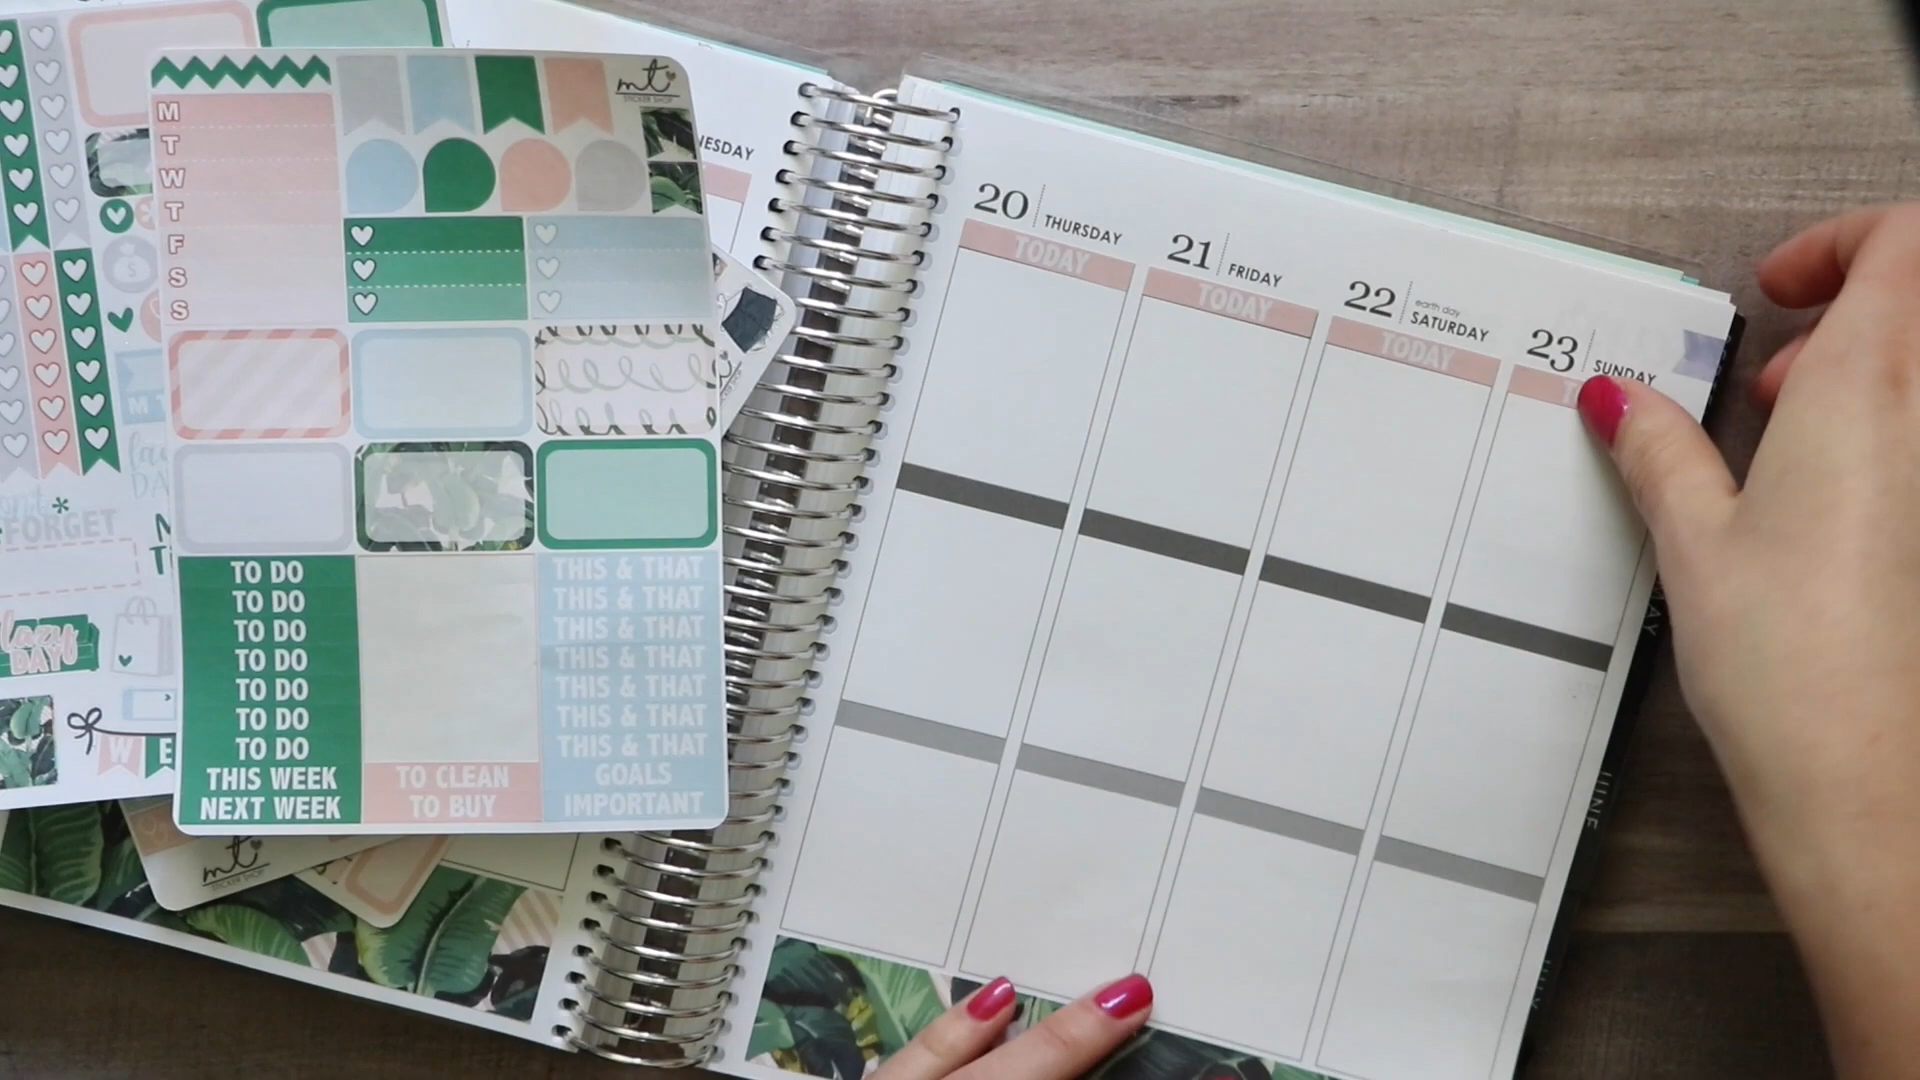 mt
STICKER SHOP
M
T
W
T
F
S
S
TO DO
TO DO
TO DO
TO DO
TO DO
TO DO
TO DO
THIS WEEK
NEXT WEEK
TO CLEAN
TO BUY
THIS & THAT
THIS & THAT
THIS & THAT
THIS & THAT
THIS & THAT
THIS & THAT
THIS & THAT
GOALS
IMPORTANT
FORGET
lazy
DAY
W E
mt
STICKER SHOP
NESDAY
20 THURSDAY
TODAY
21 FRIDAY
TODAY
22 earth day
SATURDAY
TODAY
23 SUNDAY
JUNE